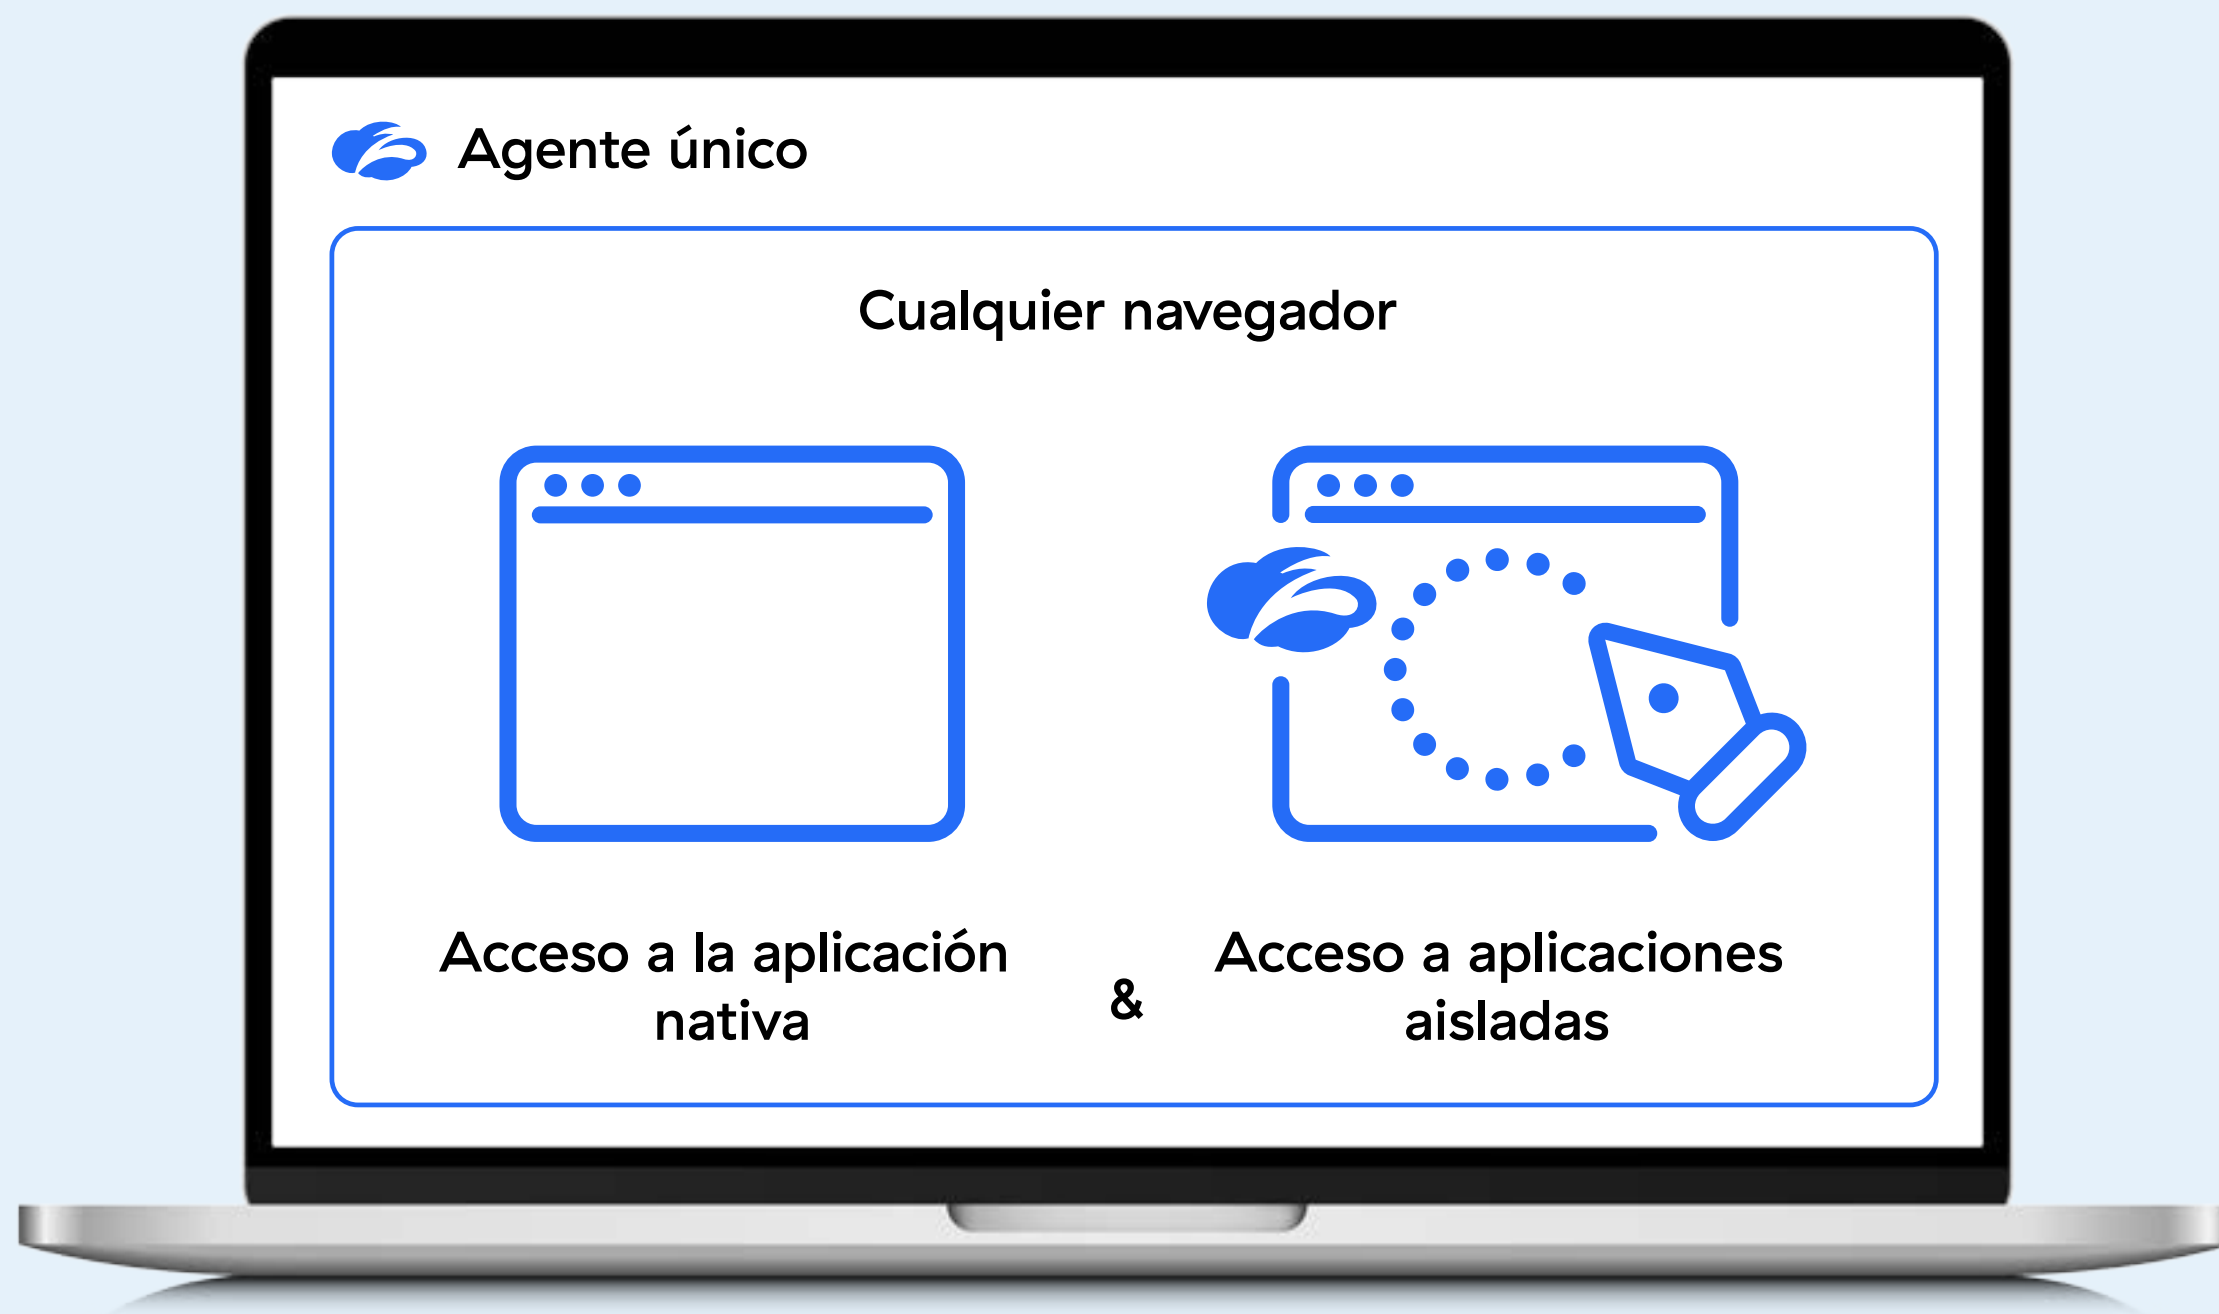 Agente único
Cualquier navegador
Acceso a la aplicación
nativa
&
Acceso a aplicaciones
aisladas